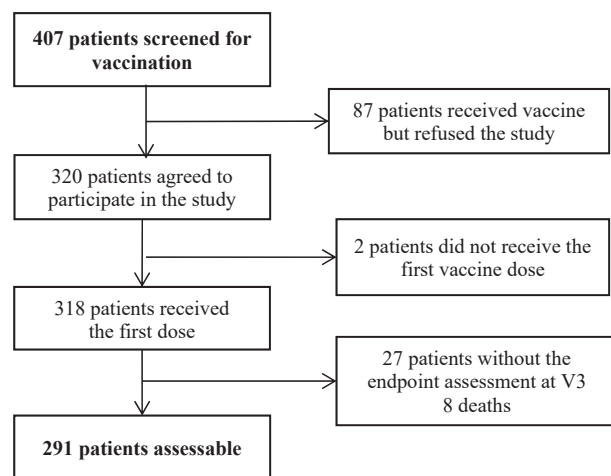 407 patients screened for
vaccination
87 patients received vaccine
but refused the study
320 patients agreed to
participate in the study
2 patients did not receive the
first vaccine dose
318 patients received
the first dose
27 patients without the
endpoint assessment at V3
8 deaths
291 patients assessable